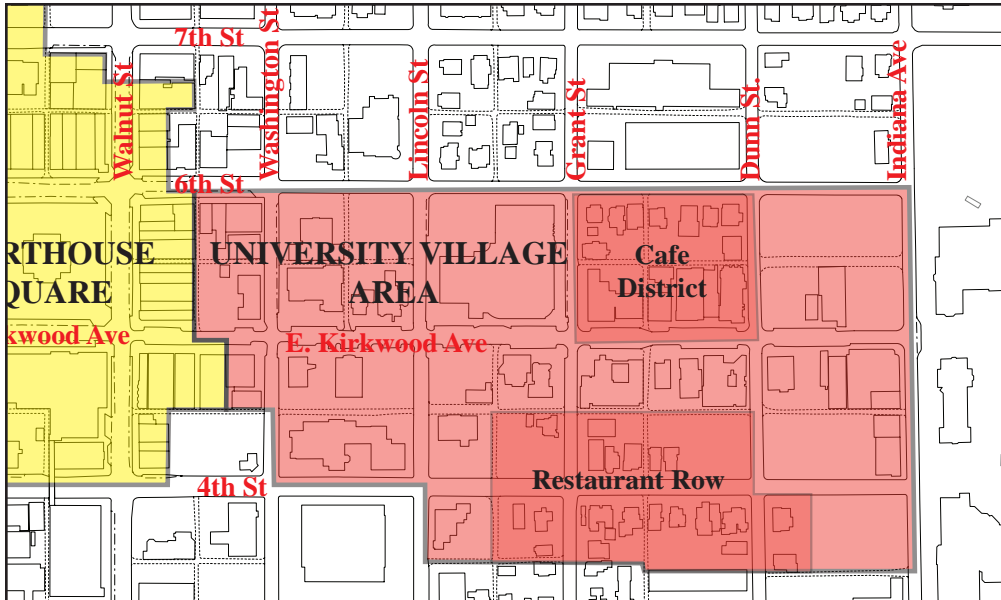 7th St
Walnut St
Washington St
Lincoln St
Grant St
Dunn St.
Indiana Ave
6th St
RTHOUSE
QUARE
UNIVERSITY VILLAGE
AREA
Cafe
District
kwood Ave
E. Kirkwood Ave
Restaurant Row
4th St